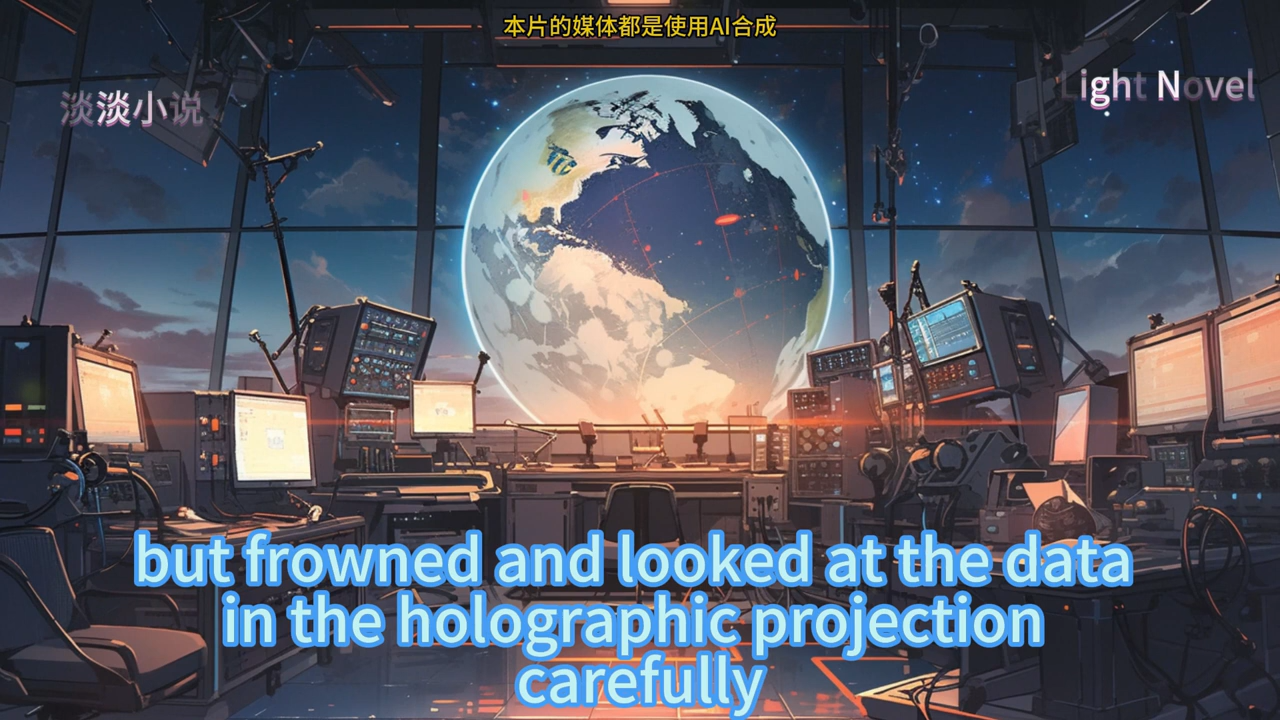 本片的媒体都是使用AI合成
淡淡小说
Light Novel
but frowned and looked at the data
in the holographic projection
carefully